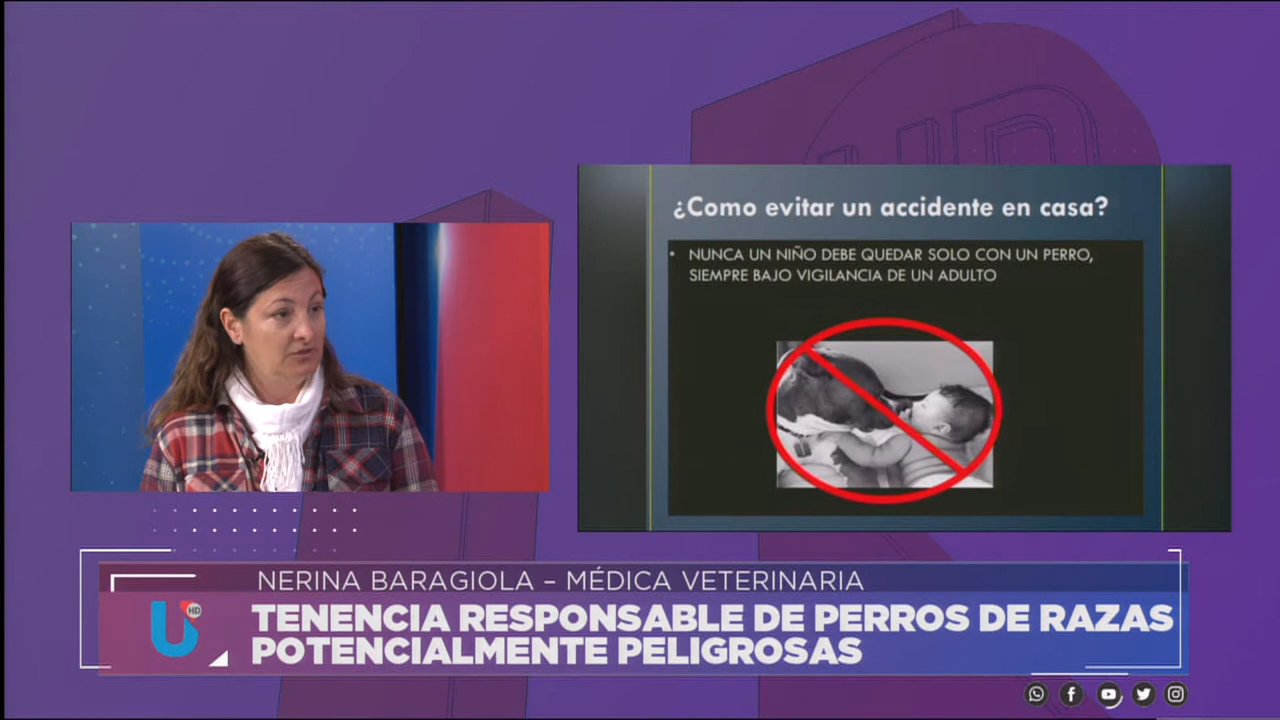 ¿Como evitar un accidente en casa?
• NUNCA UN NIÑO DEBE QUEDAR SOLO CON UN PERRO,
SIEMPRE BAJO VIGILANCIA DE UN ADULTO
NERINA BARAGIOLA – MÉDICA VETERINARIA
U HD
TENENCIA RESPONSABLE DE PERROS DE RAZAS
POTENCIALMENTE PELIGROSAS